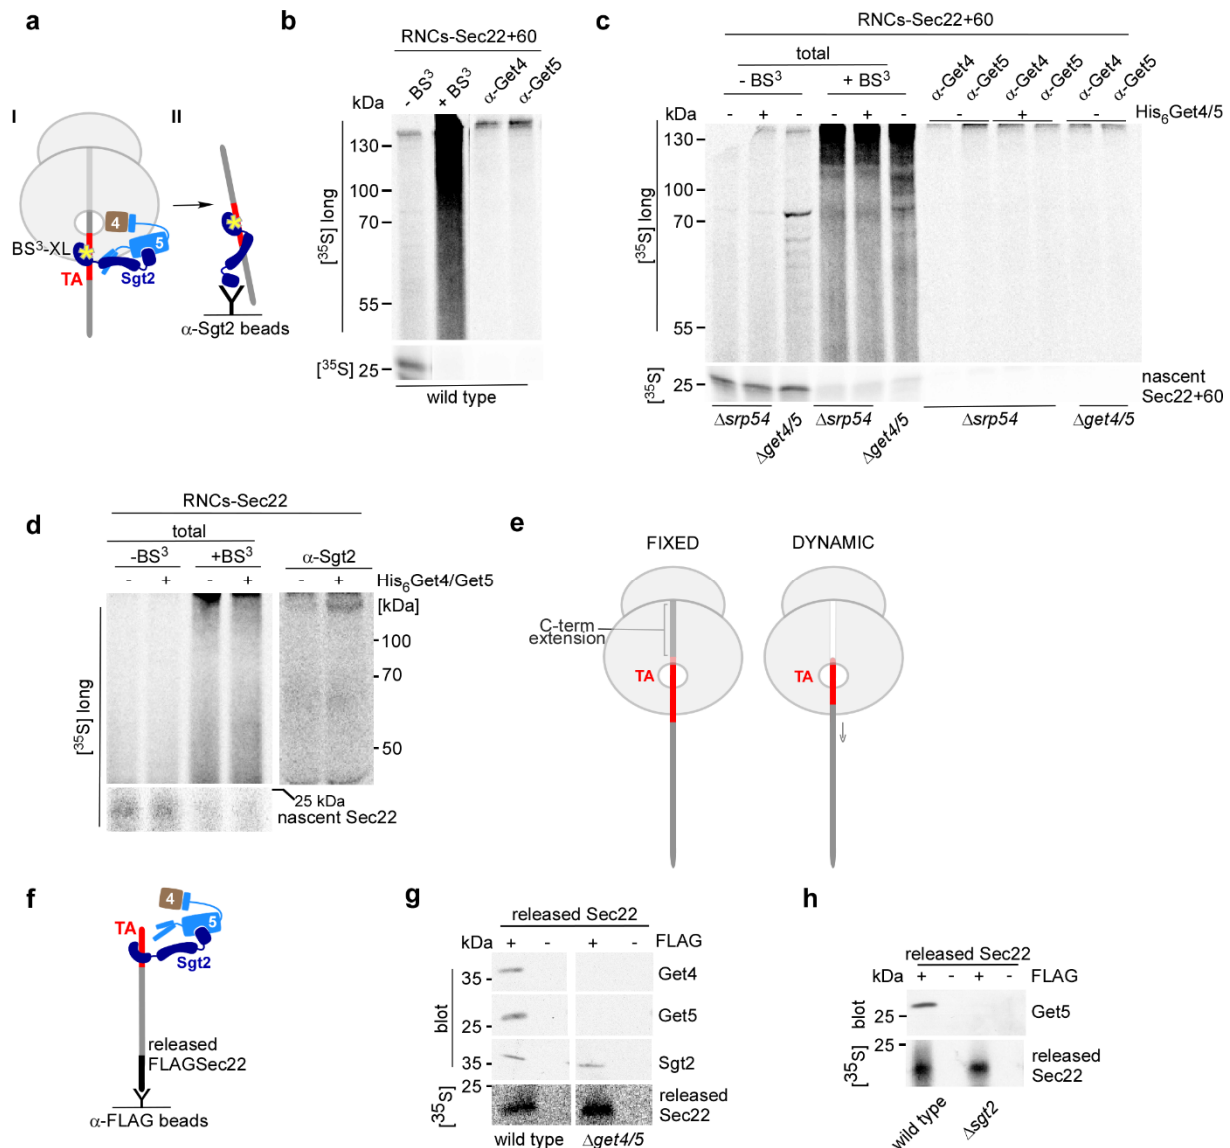 a
I
II
4
5
BS³-XL
TA
Sgt2
α-Sgt2 beads
b
RNCs-Sec22+60
- BS³
+ BS³
α-Get4
α-Get5
kDa
130
100
70
55
[³⁵S] long
[³⁵S] 25
wild type
c
RNCs-Sec22+60
total
- BS³
+ BS³
α-Get4
α-Get5
α-Get4
α-Get5
α-Get4
α-Get5
kDa
- + - - + - - + - His₆Get4/5
130
100
70
55
[³⁵S] long
[³⁵S]
25
nascent
Sec22+60
Δsrp54
Δget4/5
Δsrp54
Δget4/5
Δsrp54
Δget4/5
d
RNCs-Sec22
total
-BS³
+BS³
α-Sgt2
- + - + - + His₆Get4/Get5
[kDa]
100
70
50
[³⁵S] long
25 kDa
nascent Sec22
e
FIXED
DYNAMIC
C-term
extension
TA
TA
f
4
5
TA
Sgt2
released
FLAGSec22
α-FLAG beads
g
released Sec22
kDa + - + - FLAG
35
Get4
25
Get5
35
Sgt2
blot
25
[³⁵S]
released
Sec22
wild type
Δget4/5
h
released Sec22
kDa + - + - FLAG
blot
25
Get5
25
[³⁵S]
released
Sec22
wild type
Δsgt2